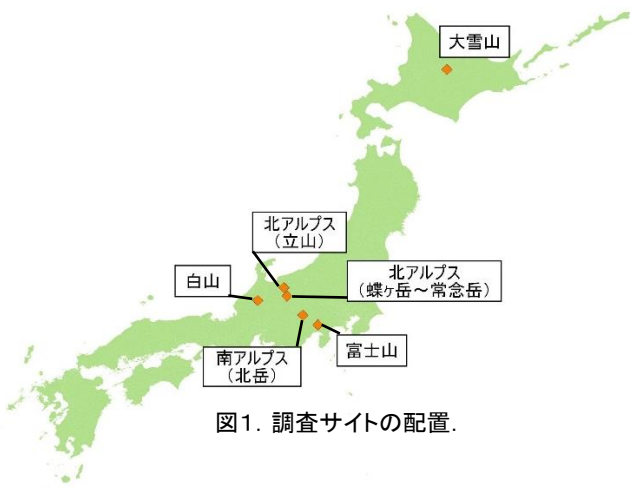 大雪山
北アルプス
（立山）
白山
北アルプス
（蝶ヶ岳～常念岳）
南アルプス
（北岳）
富士山
図1. 調査サイトの配置.